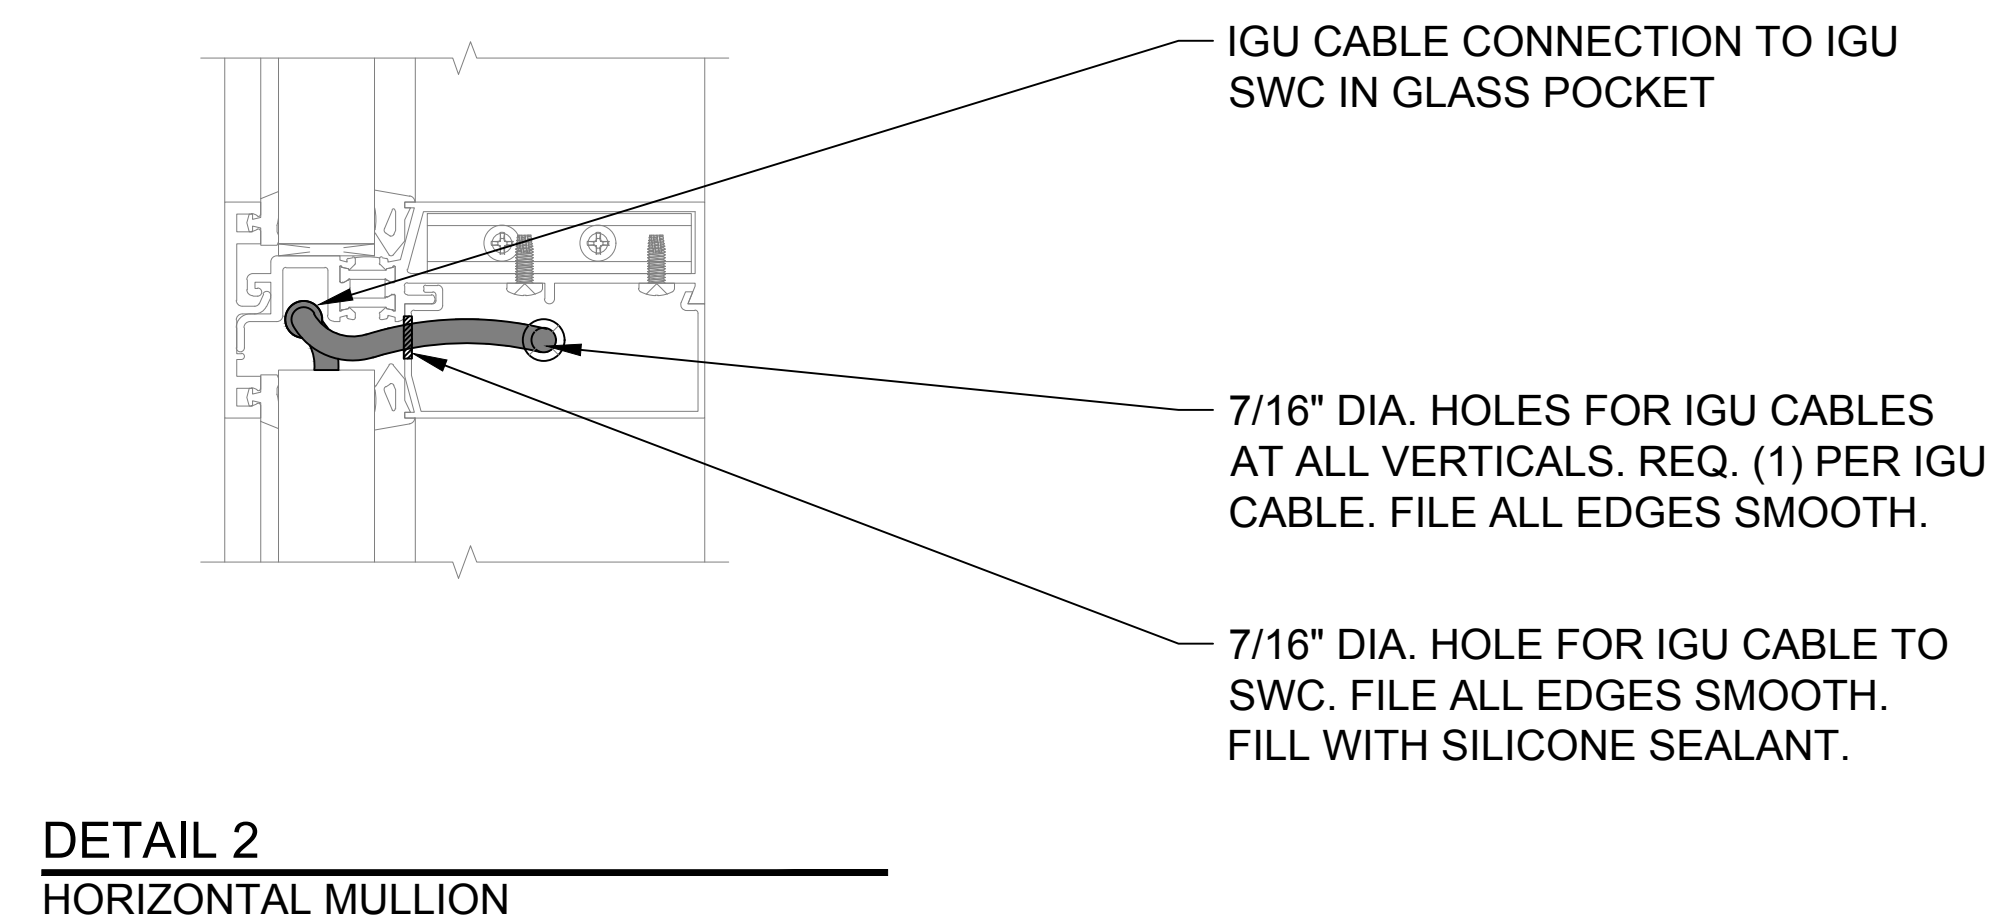 IGU CABLE CONNECTION TO IGU
SWC IN GLASS POCKET
7/16" DIA. HOLES FOR IGU CABLES
AT ALL VERTICALS. REQ. (1) PER IGU
CABLE. FILE ALL EDGES SMOOTH.
7/16" DIA. HOLE FOR IGU CABLE TO
SWC. FILE ALL EDGES SMOOTH.
FILL WITH SILICONE SEALANT.
DETAIL 2
HORIZONTAL MULLION